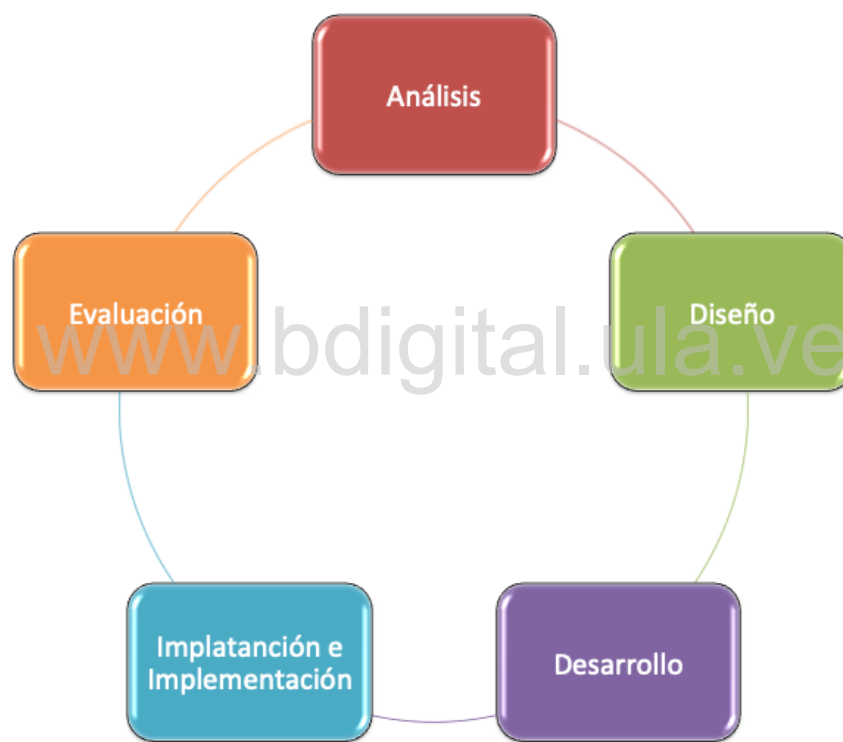 Análisis
Evaluación
Diseño
www.bdigital.ula.ve
Implatanción e
Implementación
Desarrollo